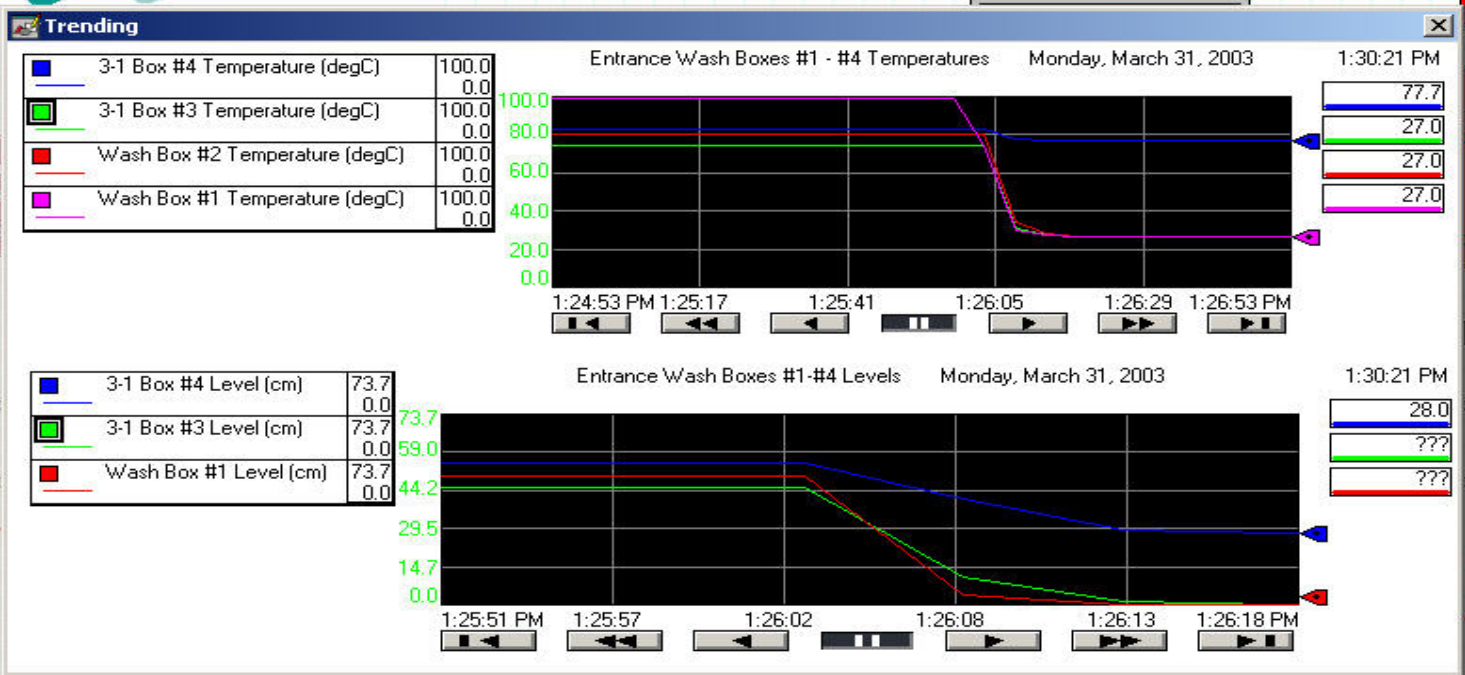 Trending
3-1 Box #4 Temperature (degC) 100.0
0.0
3-1 Box #3 Temperature (degC) 100.0
0.0
Wash Box #2 Temperature (degC) 100.0
0.0
Wash Box #1 Temperature (degC) 100.0
0.0
Entrance Wash Boxes #1 - #4 Temperatures Monday, March 31, 2003 1:30:21 PM
100.0
80.0
60.0
40.0
20.0
0.0
77.7
27.0
27.0
27.0
1:24:53 PM 1:25:17 1:25:41 1:26:05 1:26:29 1:26:53 PM
3-1 Box #4 Level (cm) 73.7
0.0
3-1 Box #3 Level (cm) 73.7
0.0
Wash Box #1 Level (cm) 73.7
0.0
Entrance Wash Boxes #1-#4 Levels Monday, March 31, 2003 1:30:21 PM
73.7
59.0
44.2
29.5
14.7
0.0
28.0
???
???
1:25:51 PM 1:25:57 1:26:02 1:26:08 1:26:13 1:26:18 PM